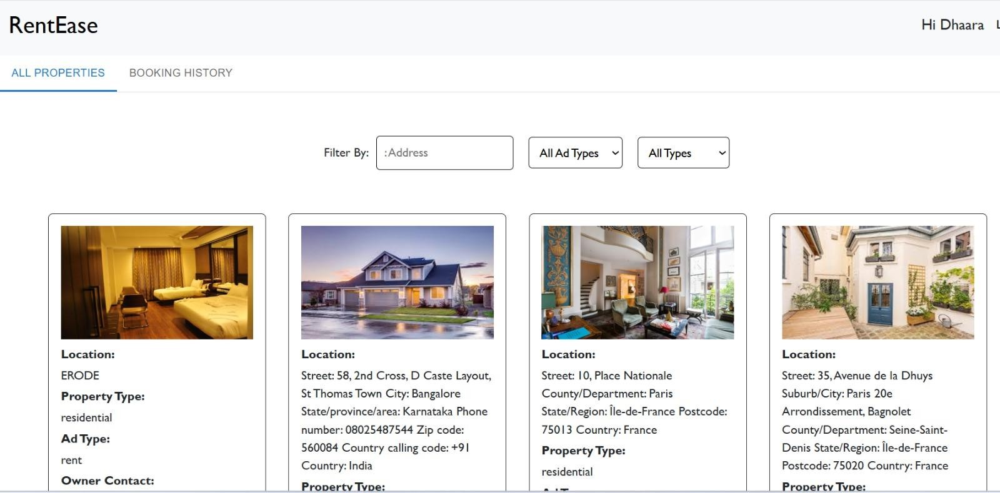 RentEase
Hi Dhaara
ALL PROPERTIES
BOOKING HISTORY
Filter By:
:Address
All Ad Types
All Types
Location:
ERODE
Property Type:
residential
Ad Type:
rent
Owner Contact:
Location:
Street: 58, 2nd Cross, D Caste Layout,
St Thomas Town City: Bangalore
State/province/area: Karnataka Phone
number: 08025487544 Zip code:
560084 Country calling code: +91
Country: India
Property Type:
Location:
Street: 10, Place Nationale
County/Department: Paris
State/Region: Île-de-France Postcode:
75013 Country: France
Property Type:
residential
Location:
Street: 35, Avenue de la Dhuys
Suburb/City: Paris 20e
Arrondissement, Bagnolet
County/Department: Seine-Saint-
Denis State/Region: Île-de-France
Postcode: 75020 Country: France
Property Type: